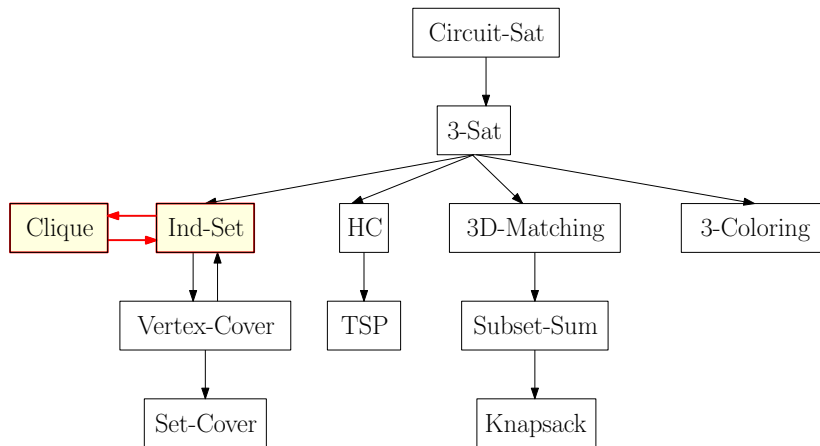 Circuit-Sat
3-Sat
Clique
Ind-Set
HC
3D-Matching
3-Coloring
Vertex-Cover
TSP
Subset-Sum
Set-Cover
Knapsack